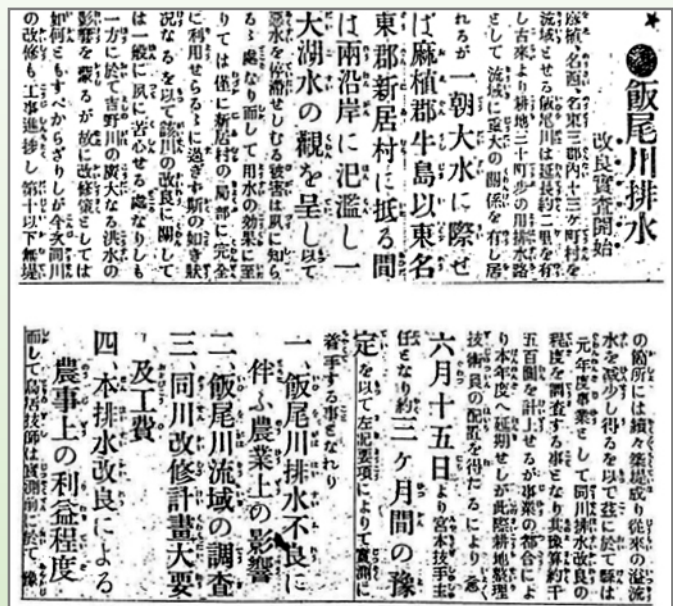 ★
●飯尾川排水
改良實査開始
麻植、名西、名東三郡内十三ヶ町村を
流域とせる飯尾川は延長約二里を有
し古來より耕地三十町歩の用排水路
として流域に重大の關係を有し居
れるが一朝大水に際せ
ば麻植郡牛島以東名
東郡新居村に抵る間
は兩沿岸に氾濫し一
大湖水の觀を呈し以て
惡水を停滯せしむる被害は夙に知ら
るゝ處なり而して用水の効果に至
りては僅に新居村の局部に完全
に利用せらるゝに過ぎず斯の如き狀
況なるを以て該川の改良に關して
は一般に夙に苦心せる處なりしも
一方に於て吉野川の廣大なる洪水の
影響を蒙るが故に改修策としては
如何ともすべからざりしが今次同川
の改修も工事進捗し第十以下無堤
の箇所には續々築堤成り從來の溢流
水を減少し得るを以て茲に於て縣は
元年度事業として同川排水改良の
程度を調査する事となり其豫算約千
五百圓を計上せるが事業の都合によ
り本年度へ延期せしが此際耕地整理
技術員の配置を得たるにより愈〻
六月十五日より宮本技手主
任となり約三ヶ月間の豫
定を以て左記要項によりて實測に
着手する事となれり
一、飯尾川排水不良に
伴ふ農業上の影響
二、飯尾川流域の調査
三、同川改修計畫大要
及工費
四、本排水改良による
農事上の利益程度
而して鳥居技師は實測前に於て豫